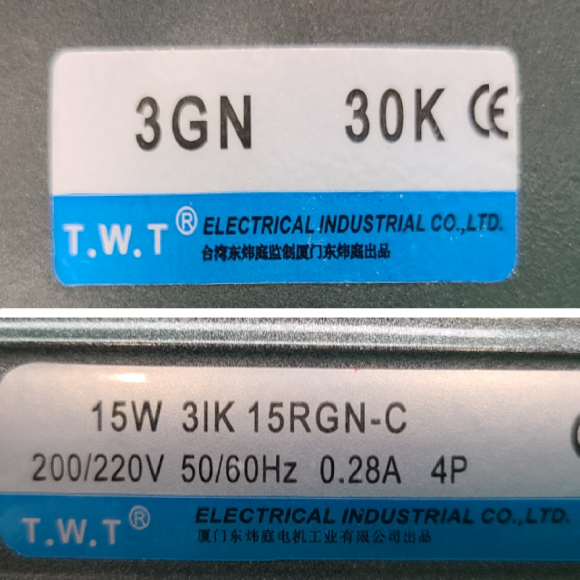 3GN 30K CE
T.W.T® ELECTRICAL INDUSTRIAL CO.,LTD.
台湾东炜庭监制厦门东炜庭出品
15W 3IK 15RGN-C
200/220V 50/60Hz 0.28A 4P
T.W.T® ELECTRICAL INDUSTRIAL CO.,LTD.
厦门东炜庭电机工业有限公司出品